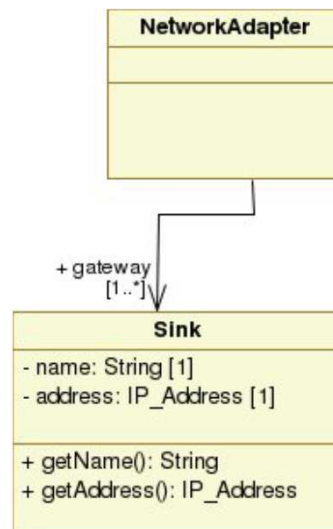 NetworkAdapter
+ gateway
[1..*]
Sink
- name: String [1]
- address: IP_Address [1]
+ getName(): String
+ getAddress(): IP_Address